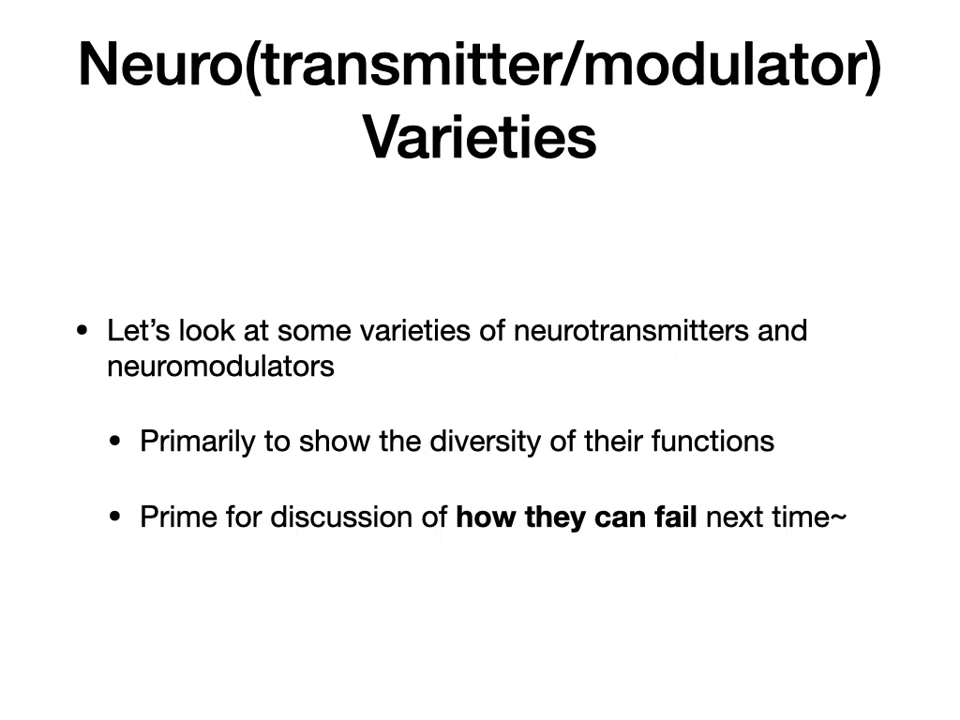 Neuro(transmitter/modulator)
Varieties
• Let’s look at some varieties of neurotransmitters and
neuromodulators
• Primarily to show the diversity of their functions
• Prime for discussion of how they can fail next time~